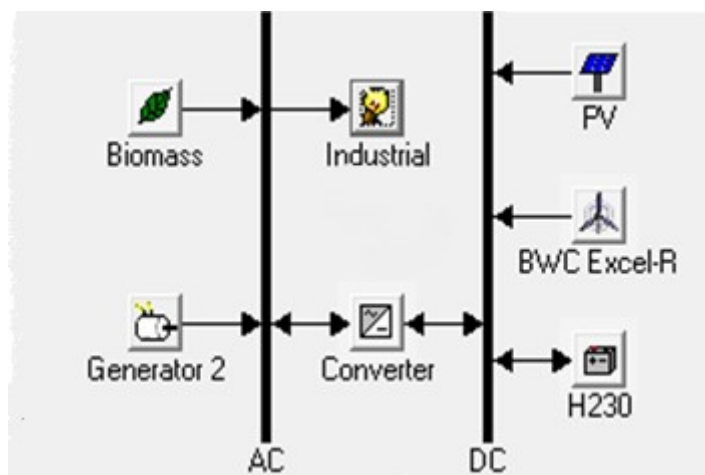 PV
Biomass
Industrial
BWC Excel-R
Generator 2
Converter
H230
AC
DC